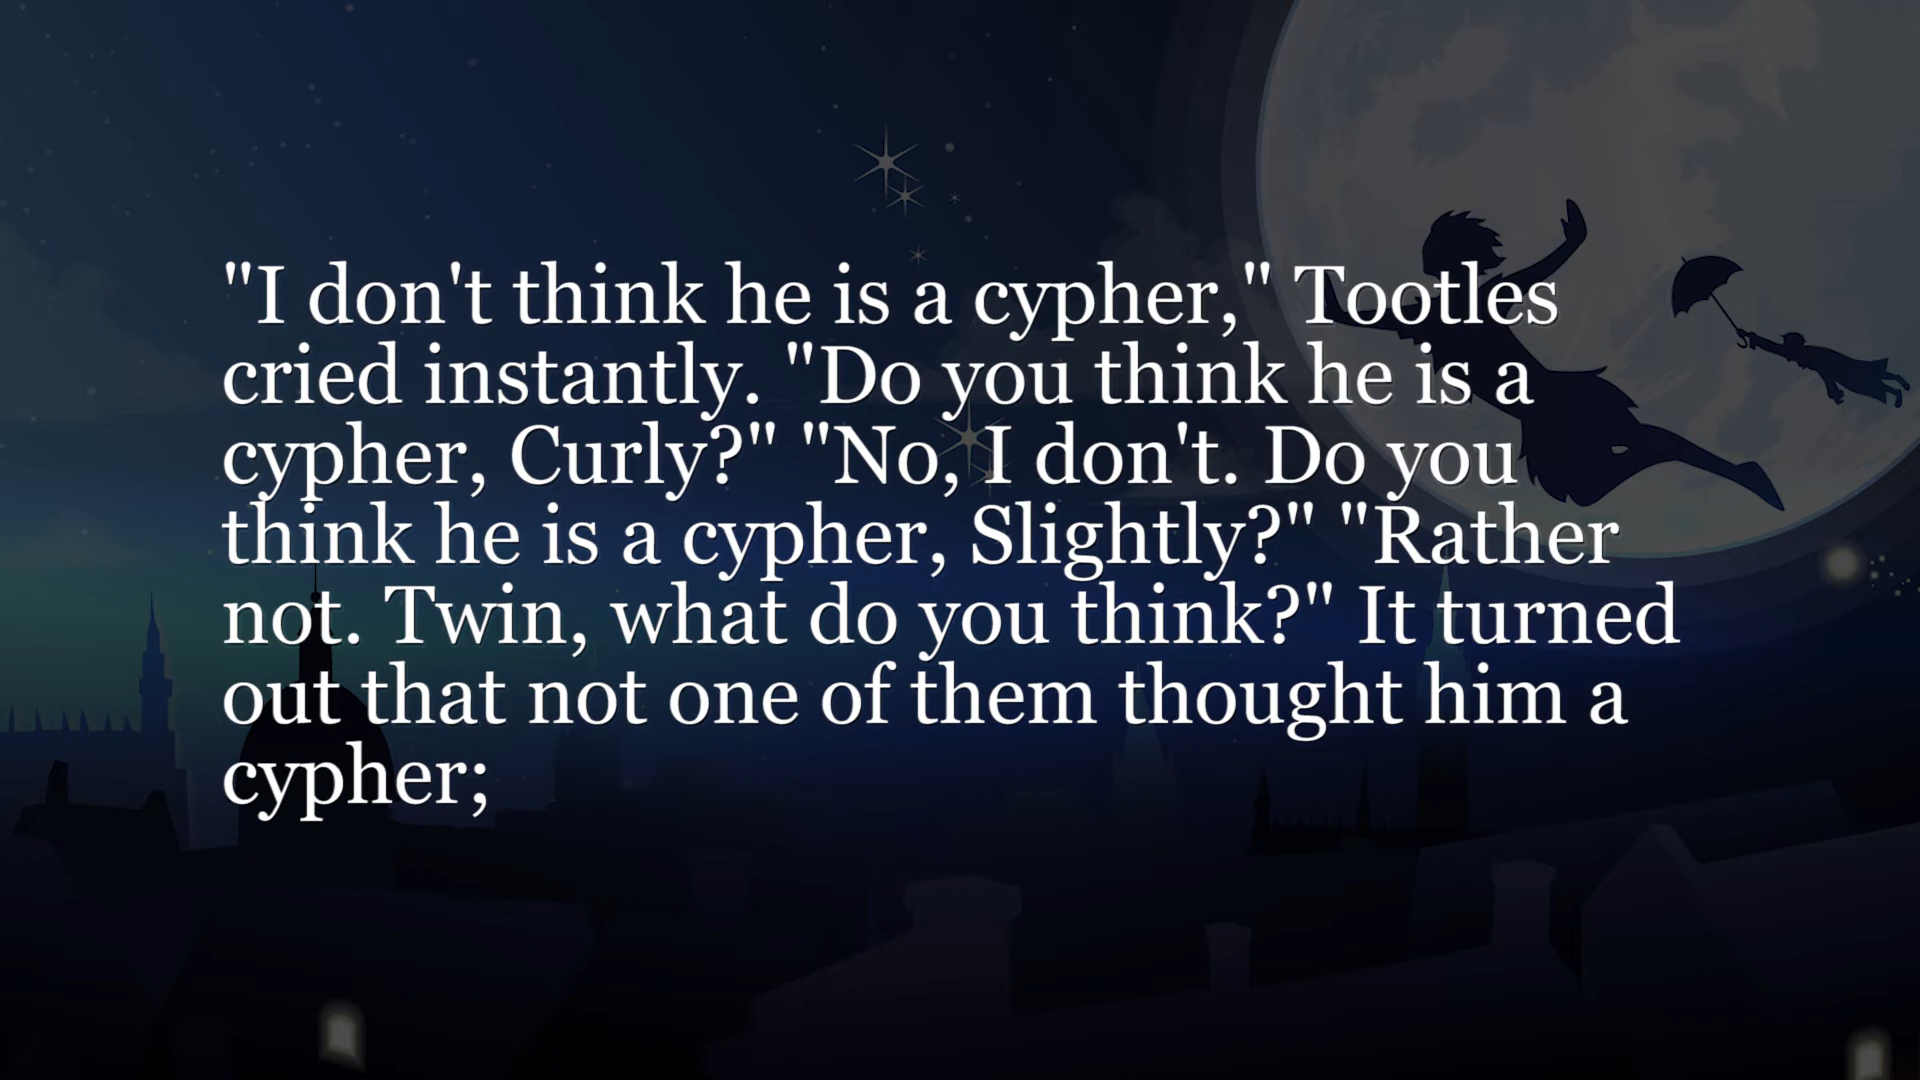 "I don't think he is a cypher," Tootles
cried instantly. "Do you think he is a
cypher, Curly?" "No, I don't. Do you
think he is a cypher, Slightly?" "Rather
not. Twin, what do you think?" It turned
out that not one of them thought him a
cypher;